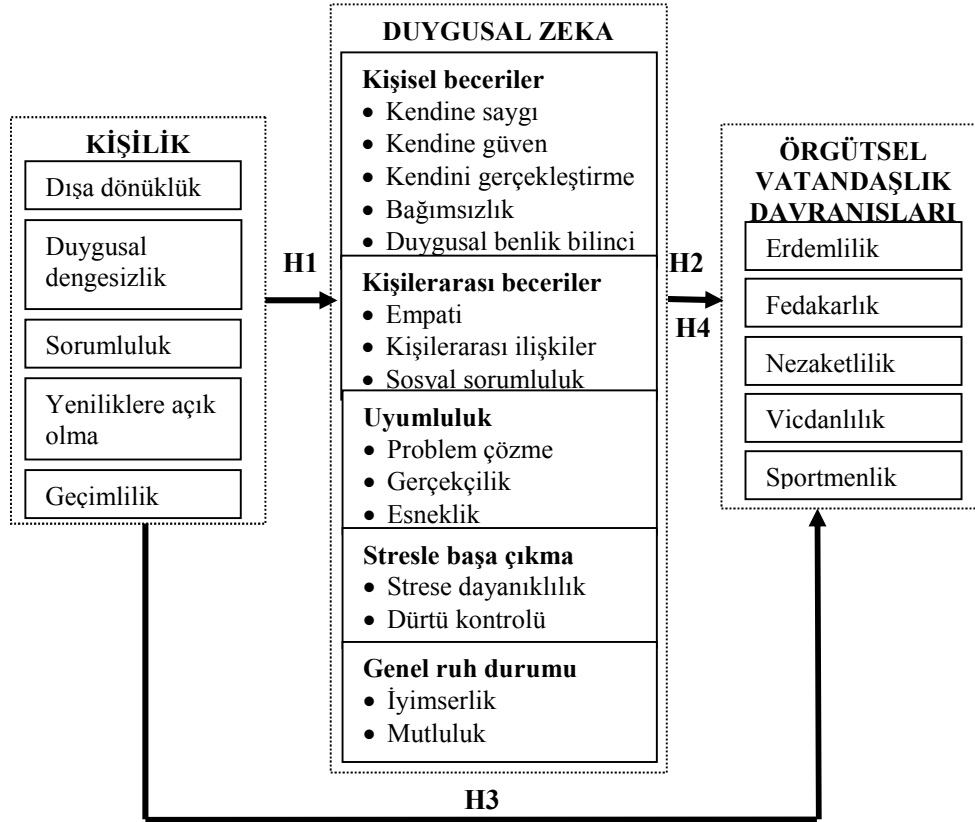 KİŞİLİK
Dışa dönüklük
Duygusal
dengesizlik
Sorumluluk
Yeniliklere açık
olma
Geçimlilik
H1
DUYGUSAL ZEKA
Kişisel beceriler
• Kendine saygı
• Kendine güven
• Kendini gerçekleştirme
• Bağımsızlık
• Duygusal benlik bilinci
Kişilerarası beceriler
• Empati
• Kişilerarası ilişkiler
• Sosyal sorumluluk
Uyumluluk
• Problem çözme
• Gerçekçilik
• Esneklik
Stresle başa çıkma
• Strese dayanıklılık
• Dürtü kontrolü
Genel ruh durumu
• İyimserlik
• Mutluluk
H2
H4
ÖRGÜTSEL
VATANDAŞLIK
DAVRANISLARI
Erdemlilik
Fedakarlık
Nezaketlilik
Vicdanlılık
Sportmenlik
H3